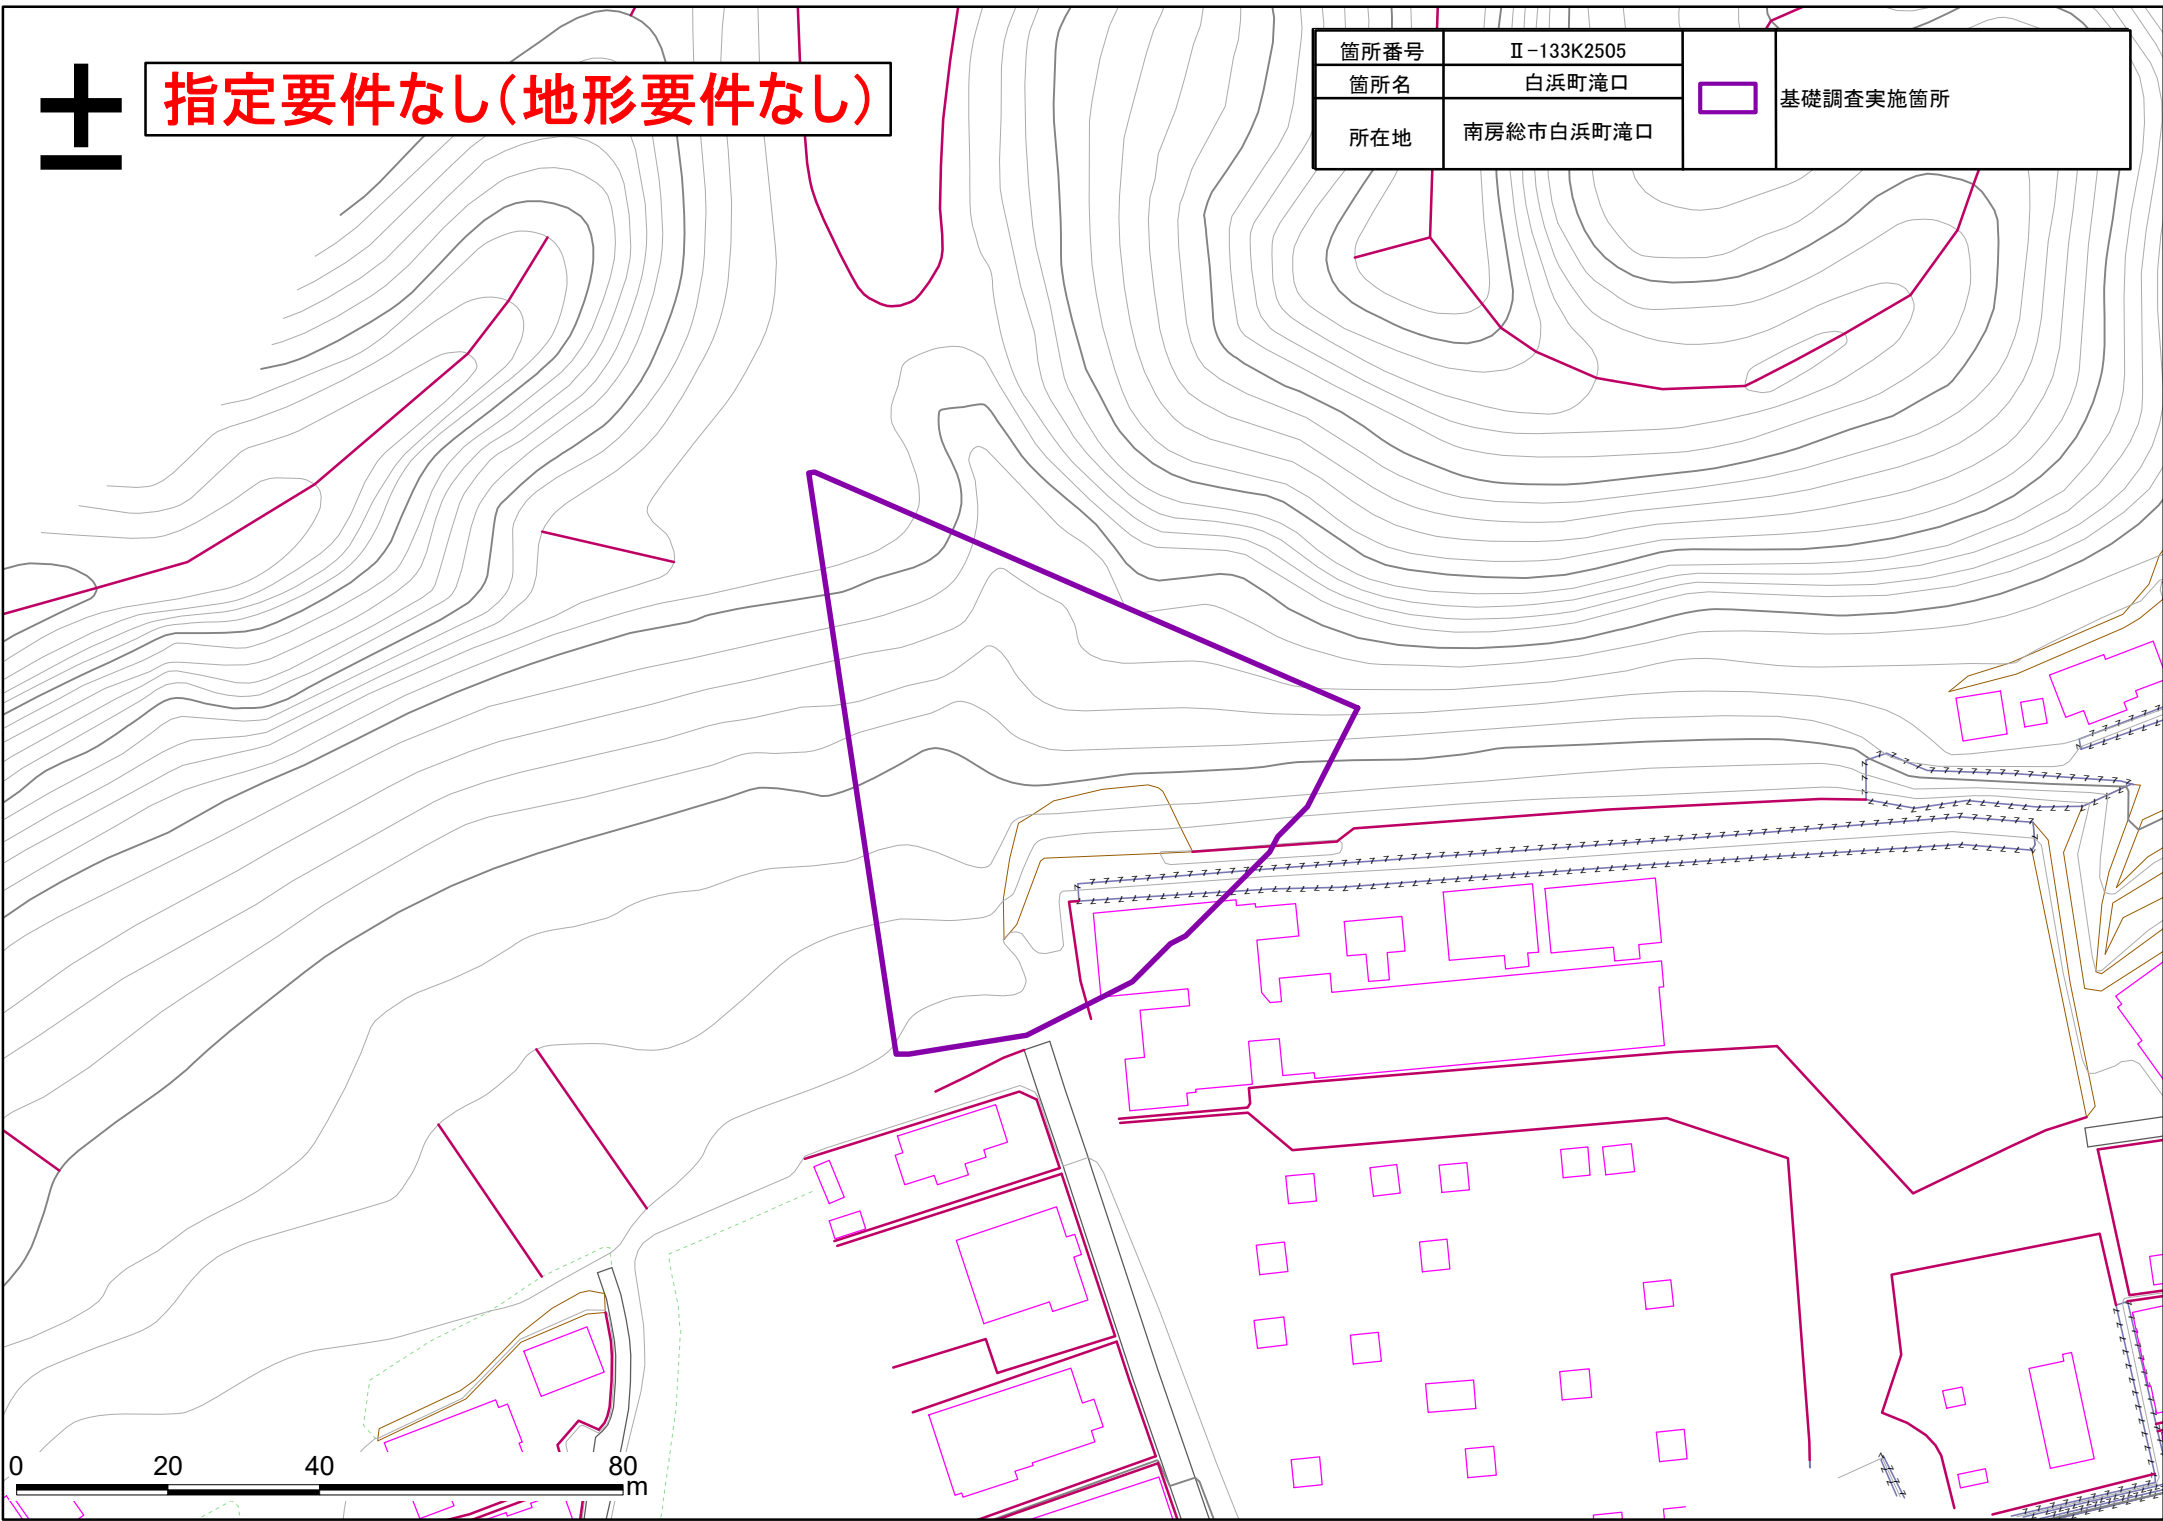 指定要件なし(地形要件なし)
箇所番号 Ⅱ-133K2505
箇所名 白浜町滝口
所在地 南房総市白浜町滝口
基礎調査実施箇所
0 20 40 80
m